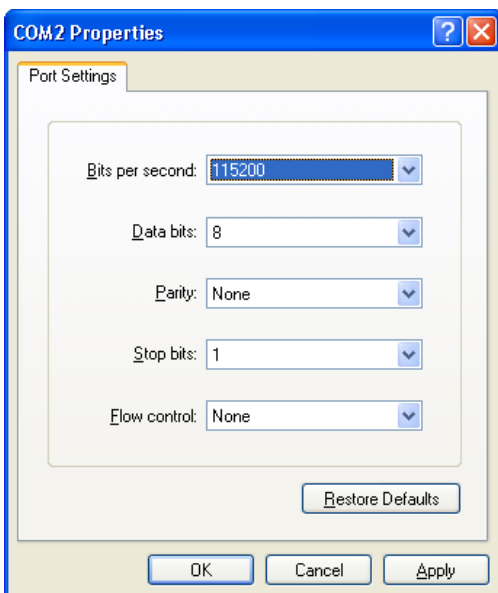 COM2 Properties
Port Settings
Bits per second: 115200
Data bits: 8
Parity: None
Stop bits: 1
Flow control: None
Restore Defaults
OK Cancel Apply